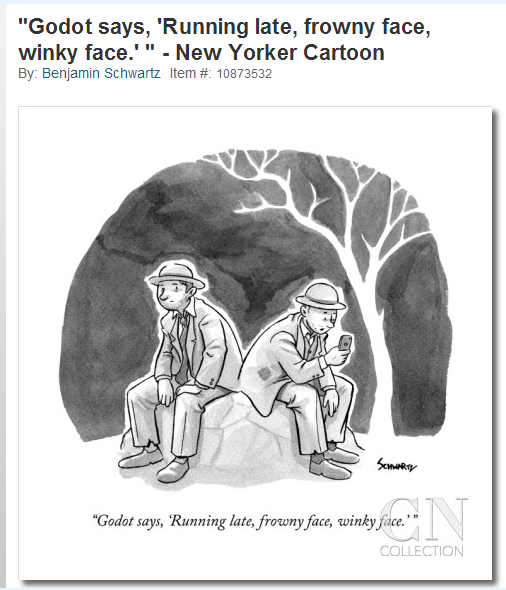 "Godot says, 'Running late, frowny face,
winky face.' " - New Yorker Cartoon
By: Benjamin Schwartz Item #: 10873532
SCHWARTZ
"Godot says, 'Running late, frowny face, winky face.' "
CN
COLLECTION